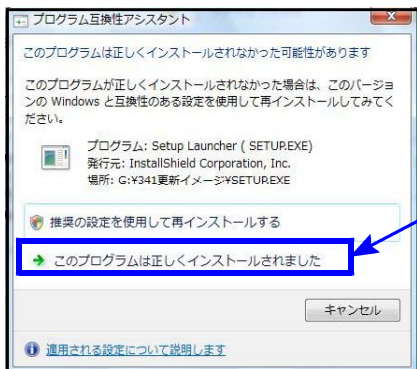 プログラム互換性アシスタント
このプログラムは正しくインストールされなかった可能性があります
このプログラムが正しくインストールされなかった場合は、このバージョ
ンの Windows と互換性のある設定を使用して再インストールしてみてく
ださい。
プログラム: Setup Launcher ( SETUP.EXE)
発行元: InstallShield Corporation, Inc.
場所: G:¥341更新イメージ¥SETUP.EXE
推奨の設定を使用して再インストールする
このプログラムは正しくインストールされました
キャンセル
適用される設定について説明します